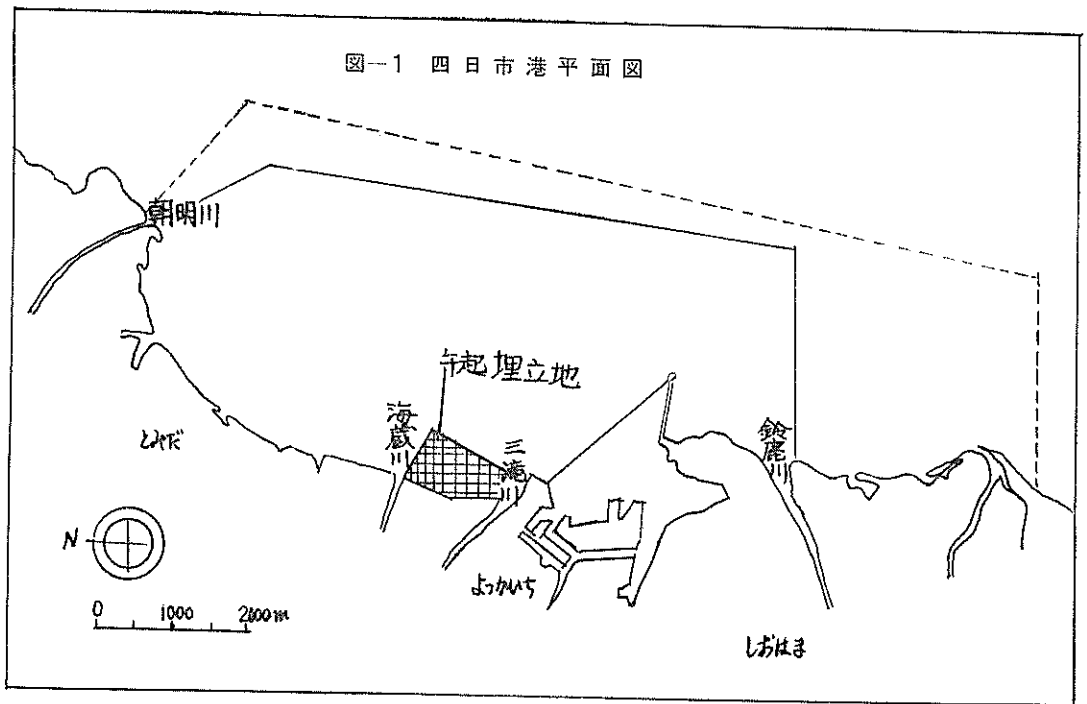 図-1 四日市港平面図
朝明川
午起埋立地
海蔵川
三滝川
鈴鹿川
とみだ
N
0 1000 2000m
よっかいち
しおはま